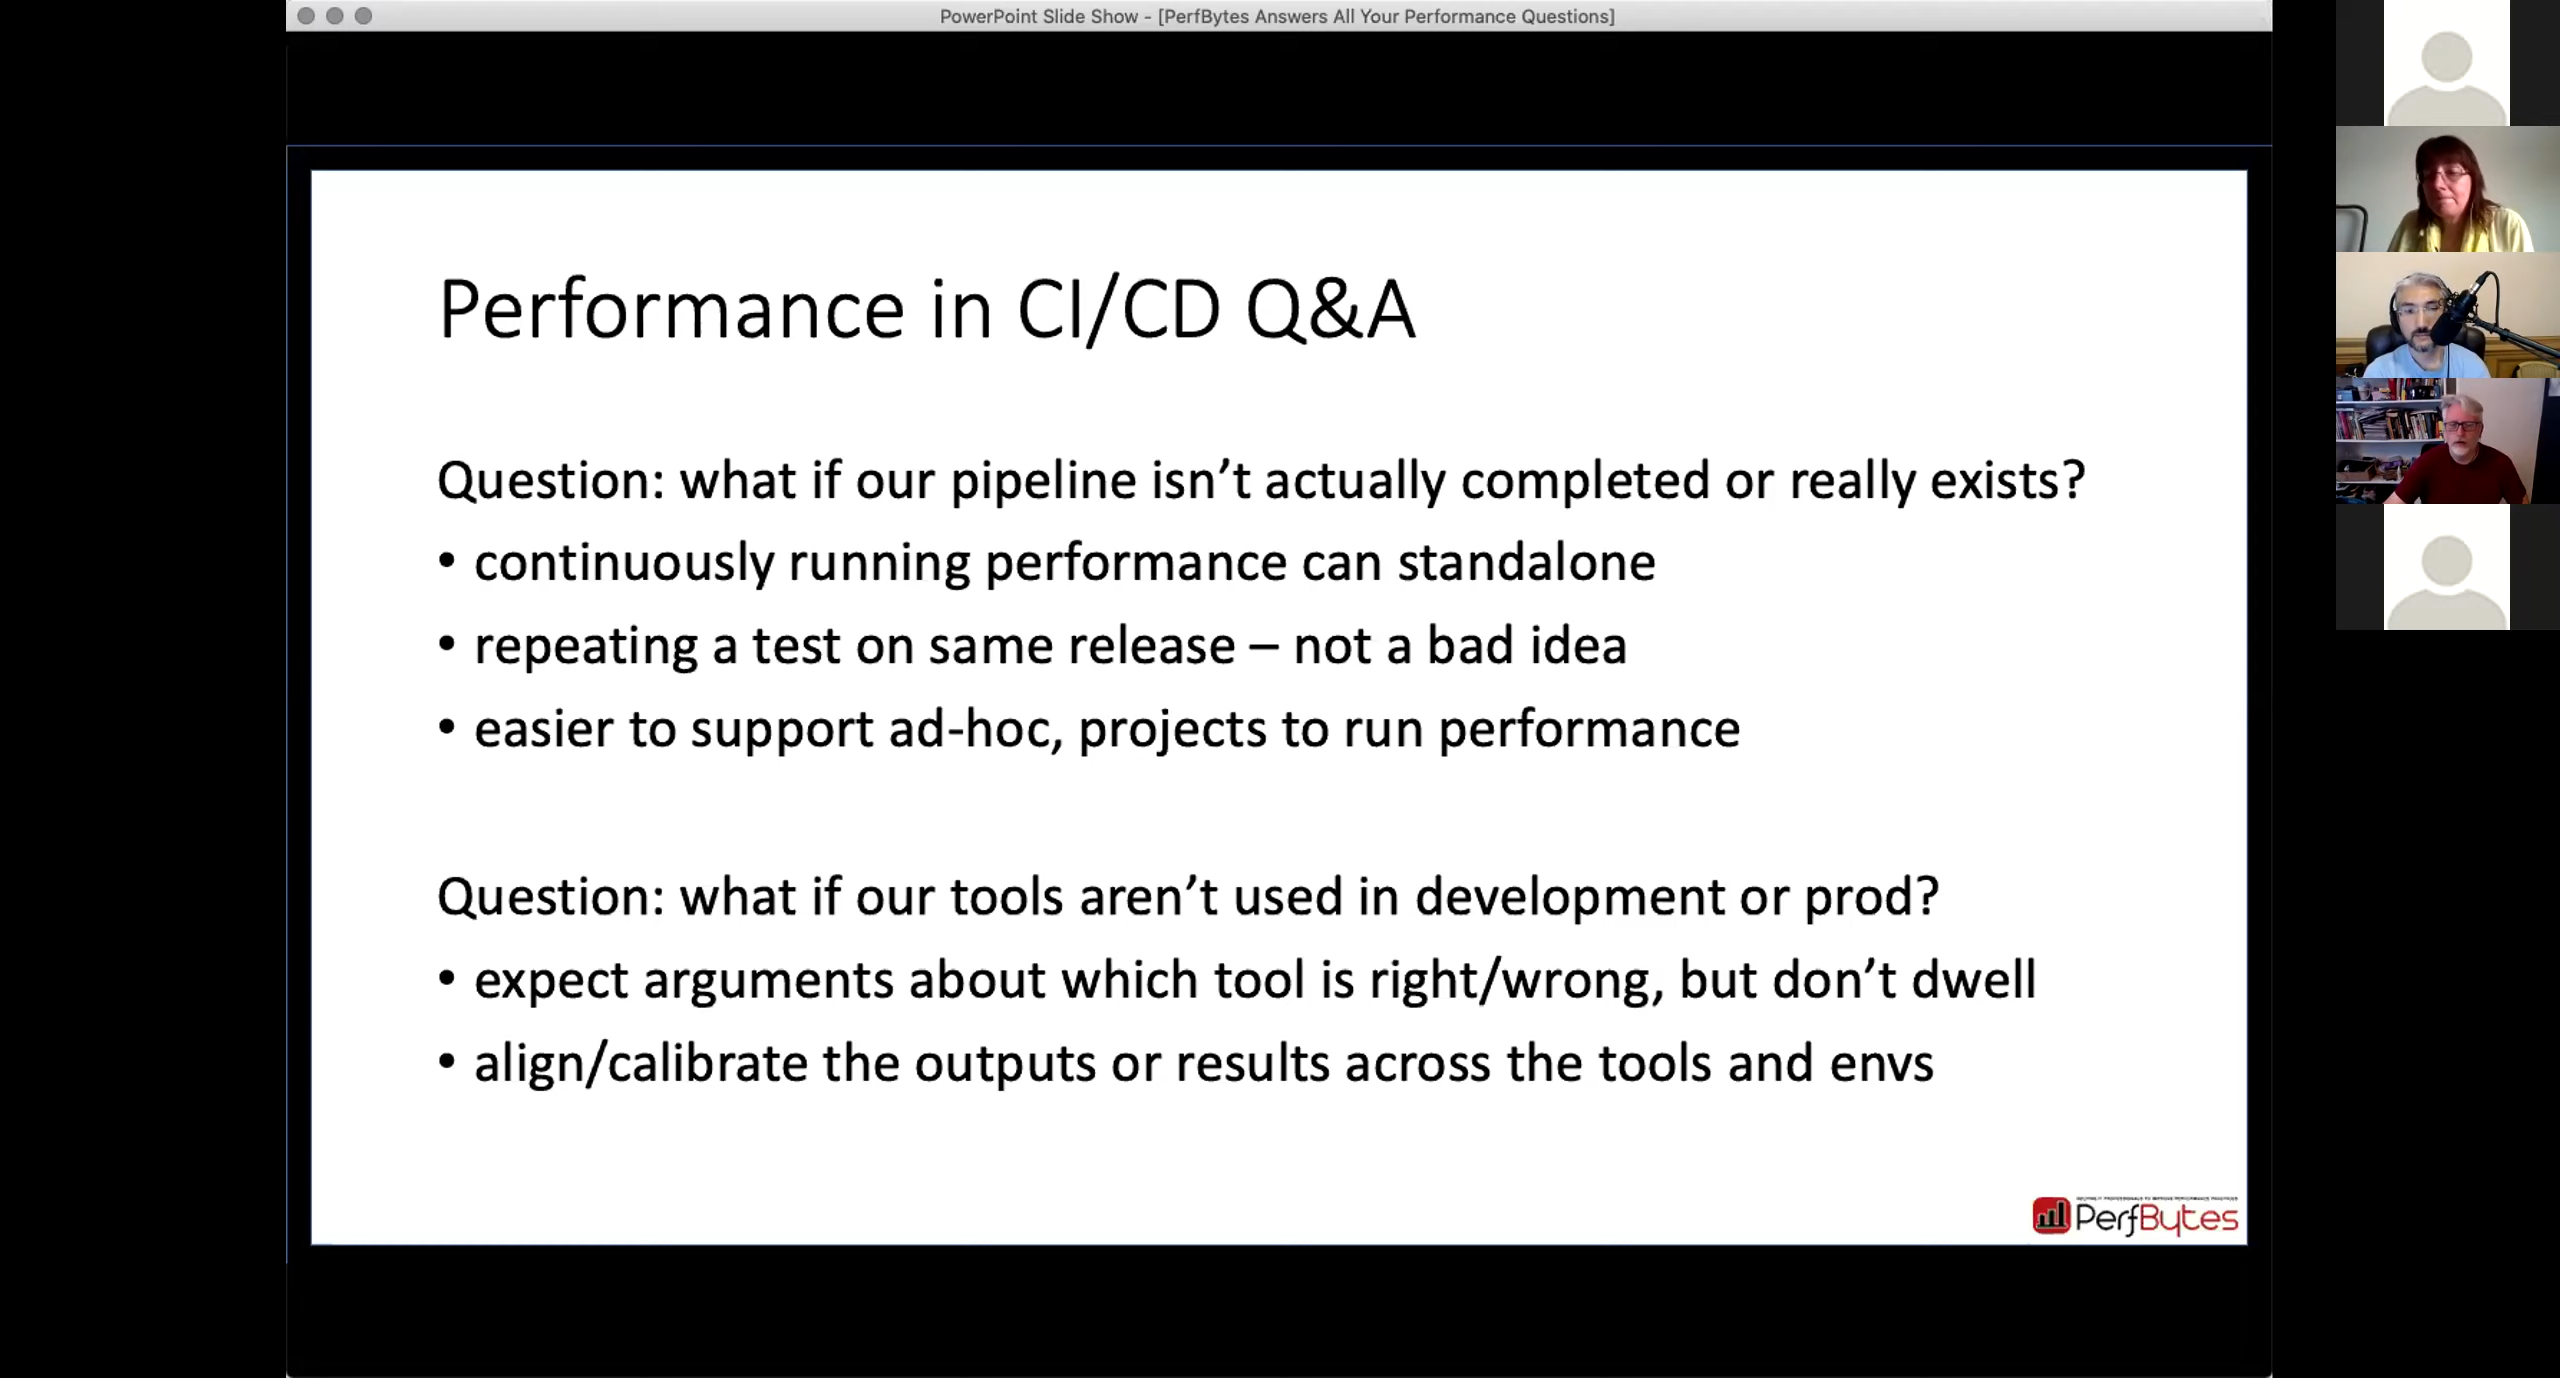 PowerPoint Slide Show - [PerfBytes Answers All Your Performance Questions]
Performance in CI/CD Q&A
Question: what if our pipeline isn’t actually completed or really exists?
• continuously running performance can standalone
• repeating a test on same release – not a bad idea
• easier to support ad-hoc, projects to run performance
Question: what if our tools aren’t used in development or prod?
• expect arguments about which tool is right/wrong, but don’t dwell
• align/calibrate the outputs or results across the tools and envs
PerfBytes